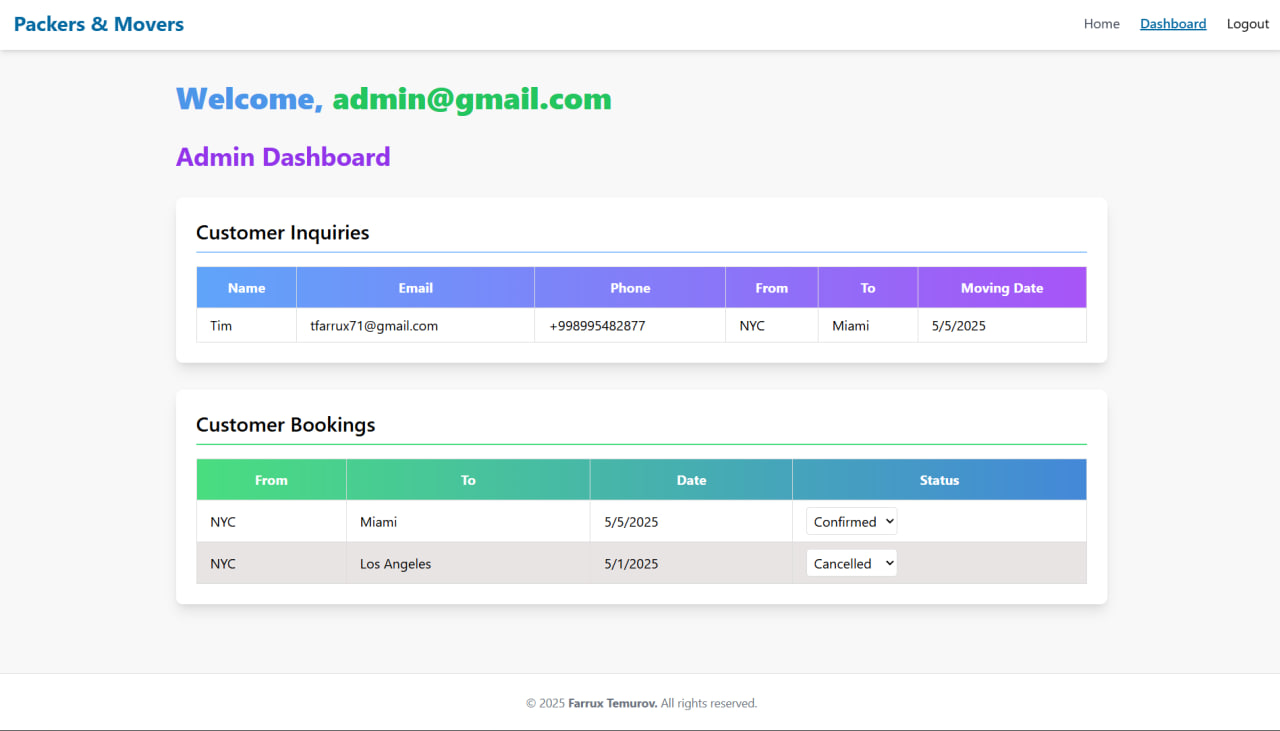 Packers & Movers Home Dashboard Logout
Welcome, admin@gmail.com
Admin Dashboard
Customer Inquiries
Name Email Phone From To Moving Date
Tim tfarrux71@gmail.com +998995482877 NYC Miami 5/5/2025
Customer Bookings
From To Date Status
NYC Miami 5/5/2025 Confirmed
NYC Los Angeles 5/1/2025 Cancelled
© 2025 Farrux Temurov. All rights reserved.